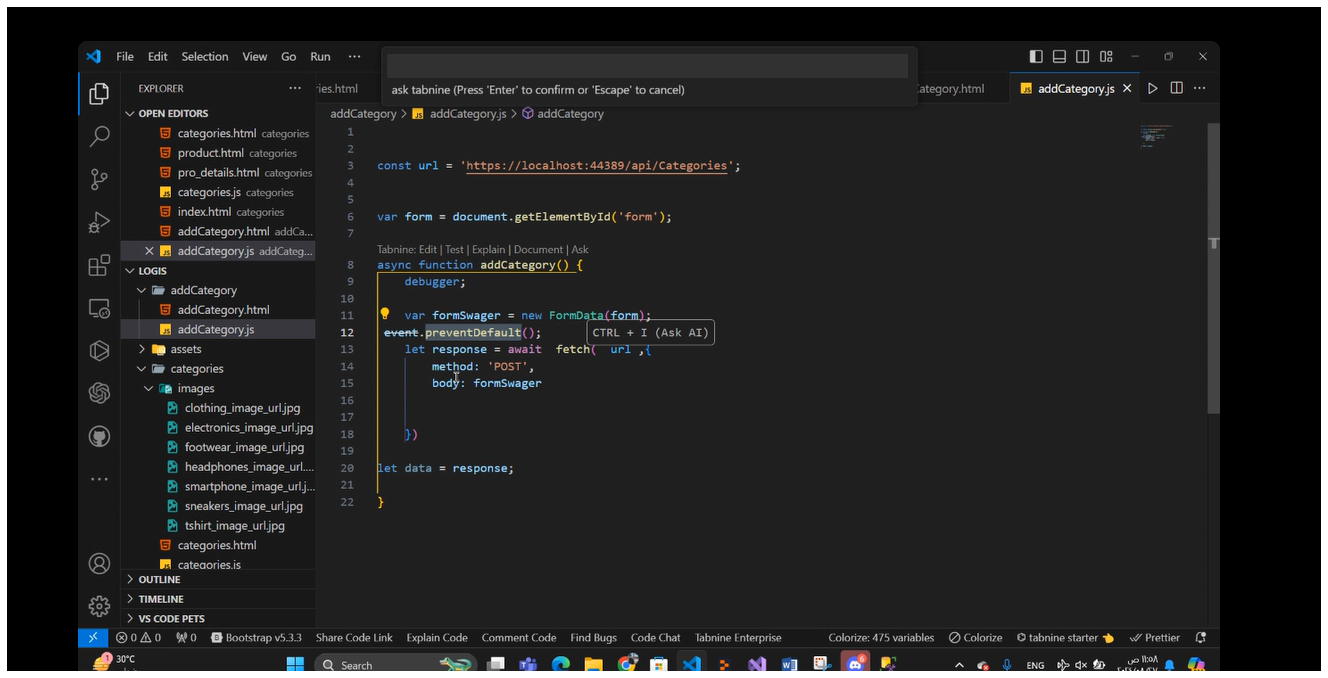 File Edit Selection View Go Run ···
ask tabnine (Press 'Enter' to confirm or 'Escape' to cancel)
EXPLORER ···
ies.html
ategory.html
JS addCategory.js
OPEN EDITORS
categories.html categories
product.html categories
pro_details.html categories
JS categories.js categories
index.html categories
addCategory.html addCa...
JS addCategory.js addCateg...
LOGIS
addCategory
addCategory.html
JS addCategory.js
assets
categories
images
clothing_image_url.jpg
electronics_image_url.jpg
footwear_image_url.jpg
headphones_image_url....
smartphone_image_url.j...
sneakers_image_url.jpg
tshirt_image_url.jpg
categories.html
JS categories.js
OUTLINE
TIMELINE
VS CODE PETS
addCategory > JS addCategory.js > addCategory
1
2
3 const url = 'https://localhost:44389/api/Categories';
4
5
6 var form = document.getElementById('form');
7
Tabnine: Edit | Test | Explain | Document | Ask
8 async function addCategory() {
9 debugger;
10
11 var formSwager = new FormData(form);
12 event.preventDefault(); CTRL + I (Ask AI)
13 let response = await fetch( url ,{
14 method: 'POST',
15 body: formSwager
16
17
18 })
19
20 let data = response;
21
22 }
0 0 0 Bootstrap v5.3.3 Share Code Link Explain Code Comment Code Find Bugs Code Chat Tabnine Enterprise Colorize: 475 variables Colorize tabnine starter Prettier
30°C
Search
ENG
١١:٥٨ ص